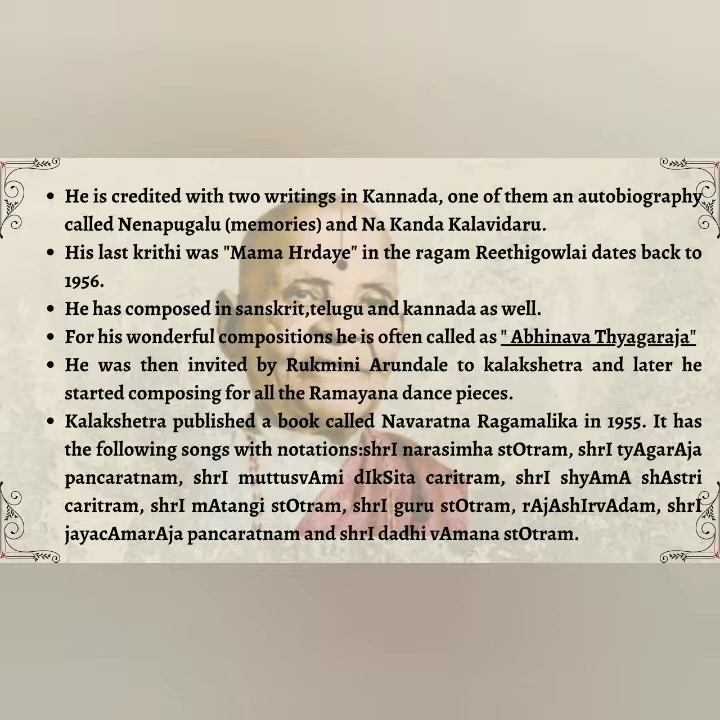 • He is credited with two writings in Kannada, one of them an autobiography
called Nenapugalu (memories) and Na Kanda Kalavidaru.
• His last krithi was "Mama Hrdaye" in the ragam Reethigowlai dates back to
1956.
• He has composed in sanskrit,telugu and kannada as well.
• For his wonderful compositions he is often called as " Abhinava Thyagaraja"
• He was then invited by Rukmini Arundale to kalakshetra and later he
started composing for all the Ramayana dance pieces.
• Kalakshetra published a book called Navaratna Ragamalika in 1955. It has
the following songs with notations:shrI narasimha stOtram, shrI tyAgarAja
pancaratnam, shrI muttusvAmi dIkSita caritram, shrI shyAmA shAstri
caritram, shrI mAtangi stOtram, shrI guru stOtram, rAjAshIrvAdam, shrI
jayacAmarAja pancaratnam and shrI dadhi vAmana stOtram.